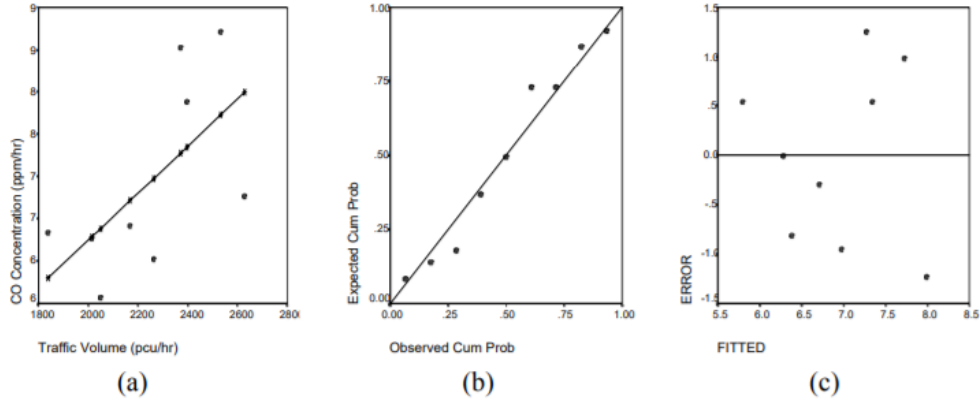 9
9
8
8
7
7
6
6
CO Concentration (ppm/hr)
1800 2000 2200 2400 2600 2800
Traffic Volume (pcu/hr)
(a)
1.00
.75
.50
.25
0.00
Expected Cum Prob
0.00 .25 .50 .75 1.00
Observed Cum Prob
(b)
1.5
1.0
.5
0.0
-.5
-1.0
-1.5
ERROR
5.5 6.0 6.5 7.0 7.5 8.0 8.5
FITTED
(c)